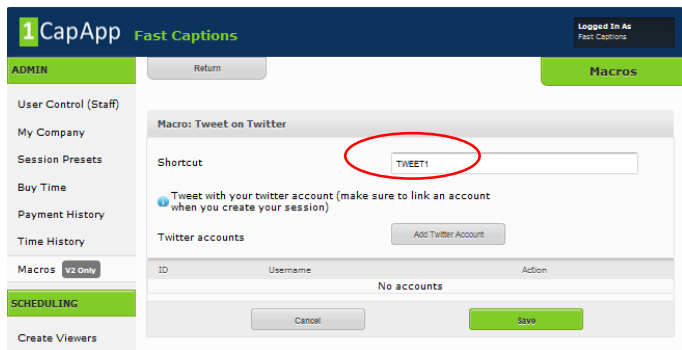 1CapApp Fast Captions
Logged In As
Fast Captions
ADMIN
User Control (Staff)
My Company
Session Presets
Buy Time
Payment History
Time History
Macros V2 Only
SCHEDULING
Create Viewers
Return
Macros
Macro: Tweet on Twitter
Shortcut TWEET1
Tweet with your twitter account (make sure to link an account
when you create your session)
Twitter accounts Add Twitter Account
ID Username Action
No accounts
Cancel Save